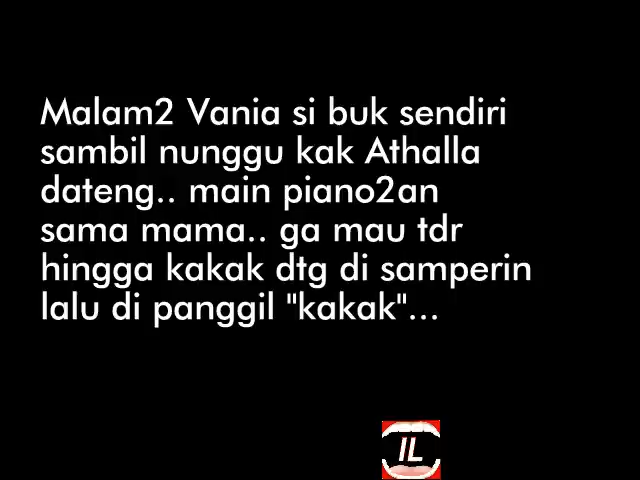 Malam2 Vania si buk sendiri
sambil nunggu kak Athalla
dateng.. main piano2an
sama mama.. ga mau tdr
hingga kakak dtg di samperin
lalu di panggil "kakak"...
IL